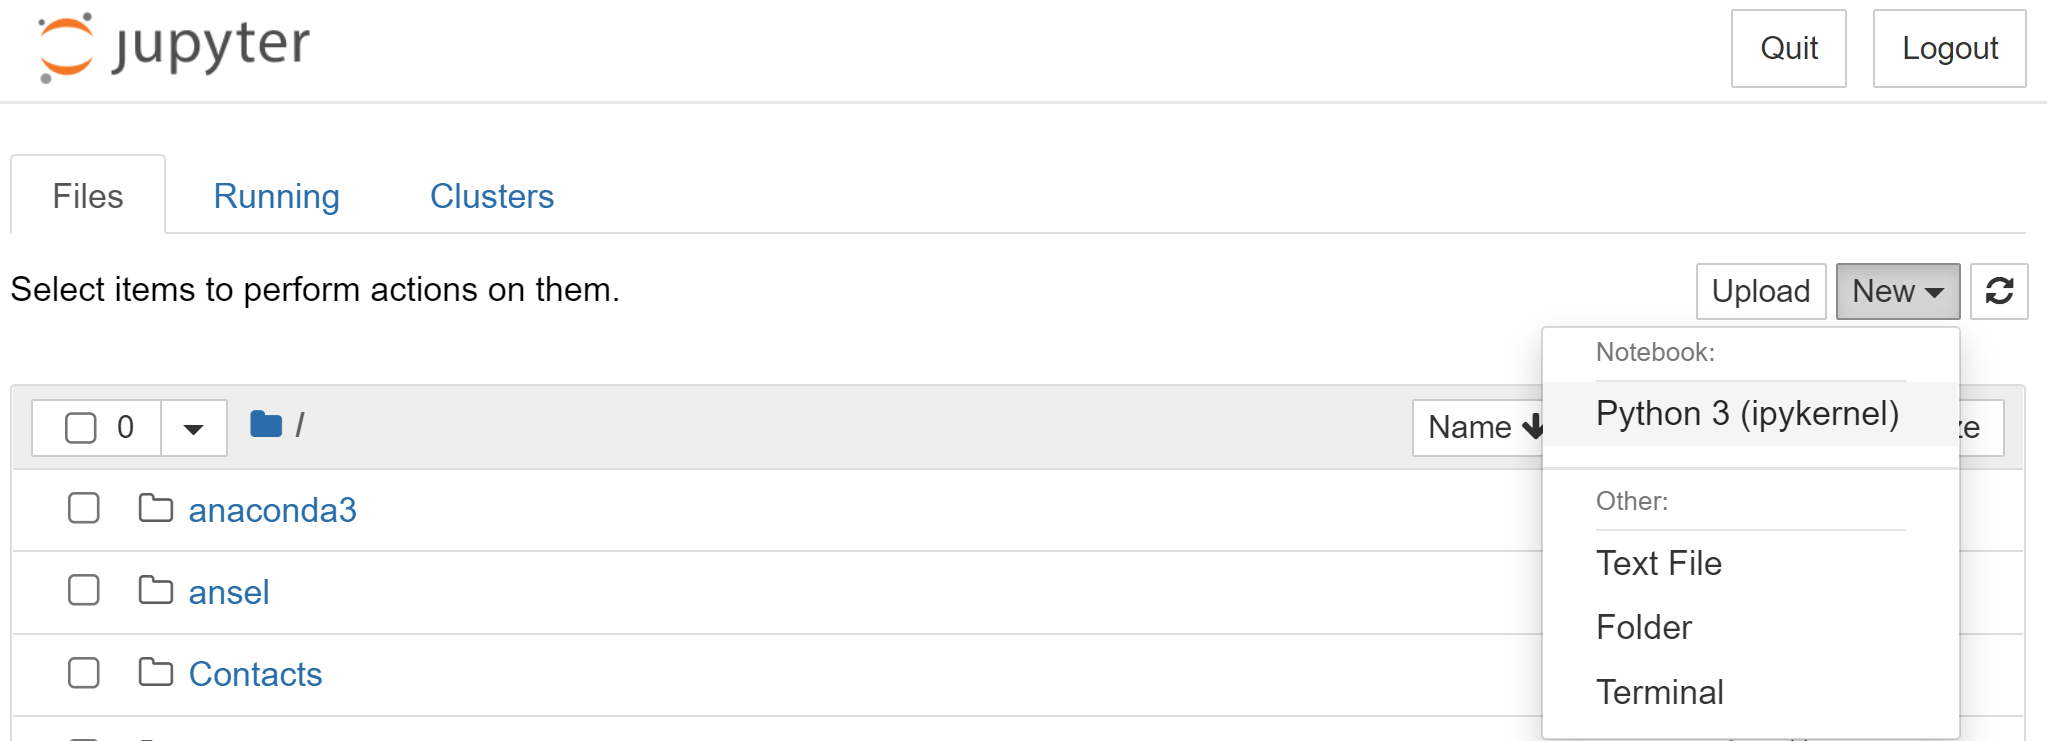 jupyter
Quit
Logout
Files
Running
Clusters
Select items to perform actions on them.
Upload
New
0
/
Name
Notebook:
Python 3 (ipykernel)
Other:
Text File
Folder
Terminal
anaconda3
ansel
Contacts